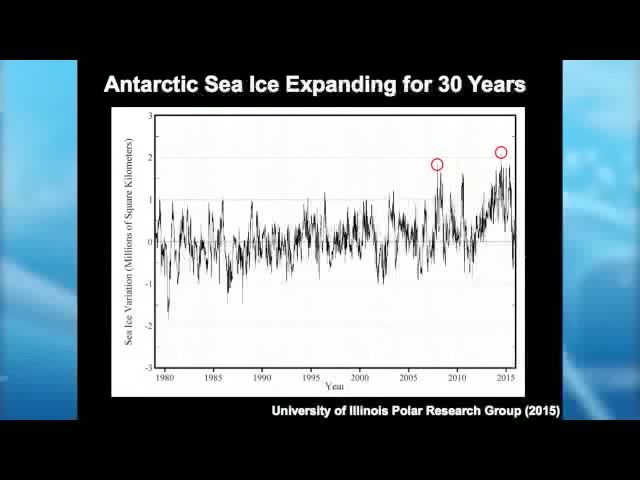 Antarctic Sea Ice Expanding for 30 Years
Sea Ice Variation (Millions of Square Kilometers)
3
2
1
0
-1
-2
-3
1980 1985 1990 1995 2000 2005 2010 2015
Year
University of Illinois Polar Research Group (2015)